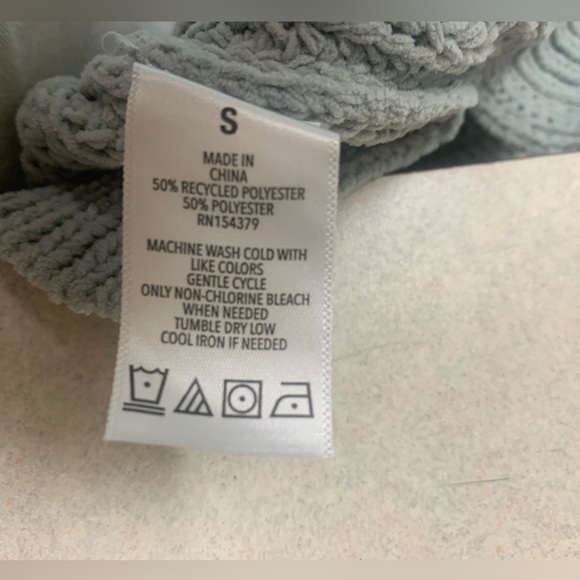 S
MADE IN
CHINA
50% RECYCLED POLYESTER
50% POLYESTER
RN154379
MACHINE WASH COLD WITH
LIKE COLORS
GENTLE CYCLE
ONLY NON-CHLORINE BLEACH
WHEN NEEDED
TUMBLE DRY LOW
COOL IRON IF NEEDED